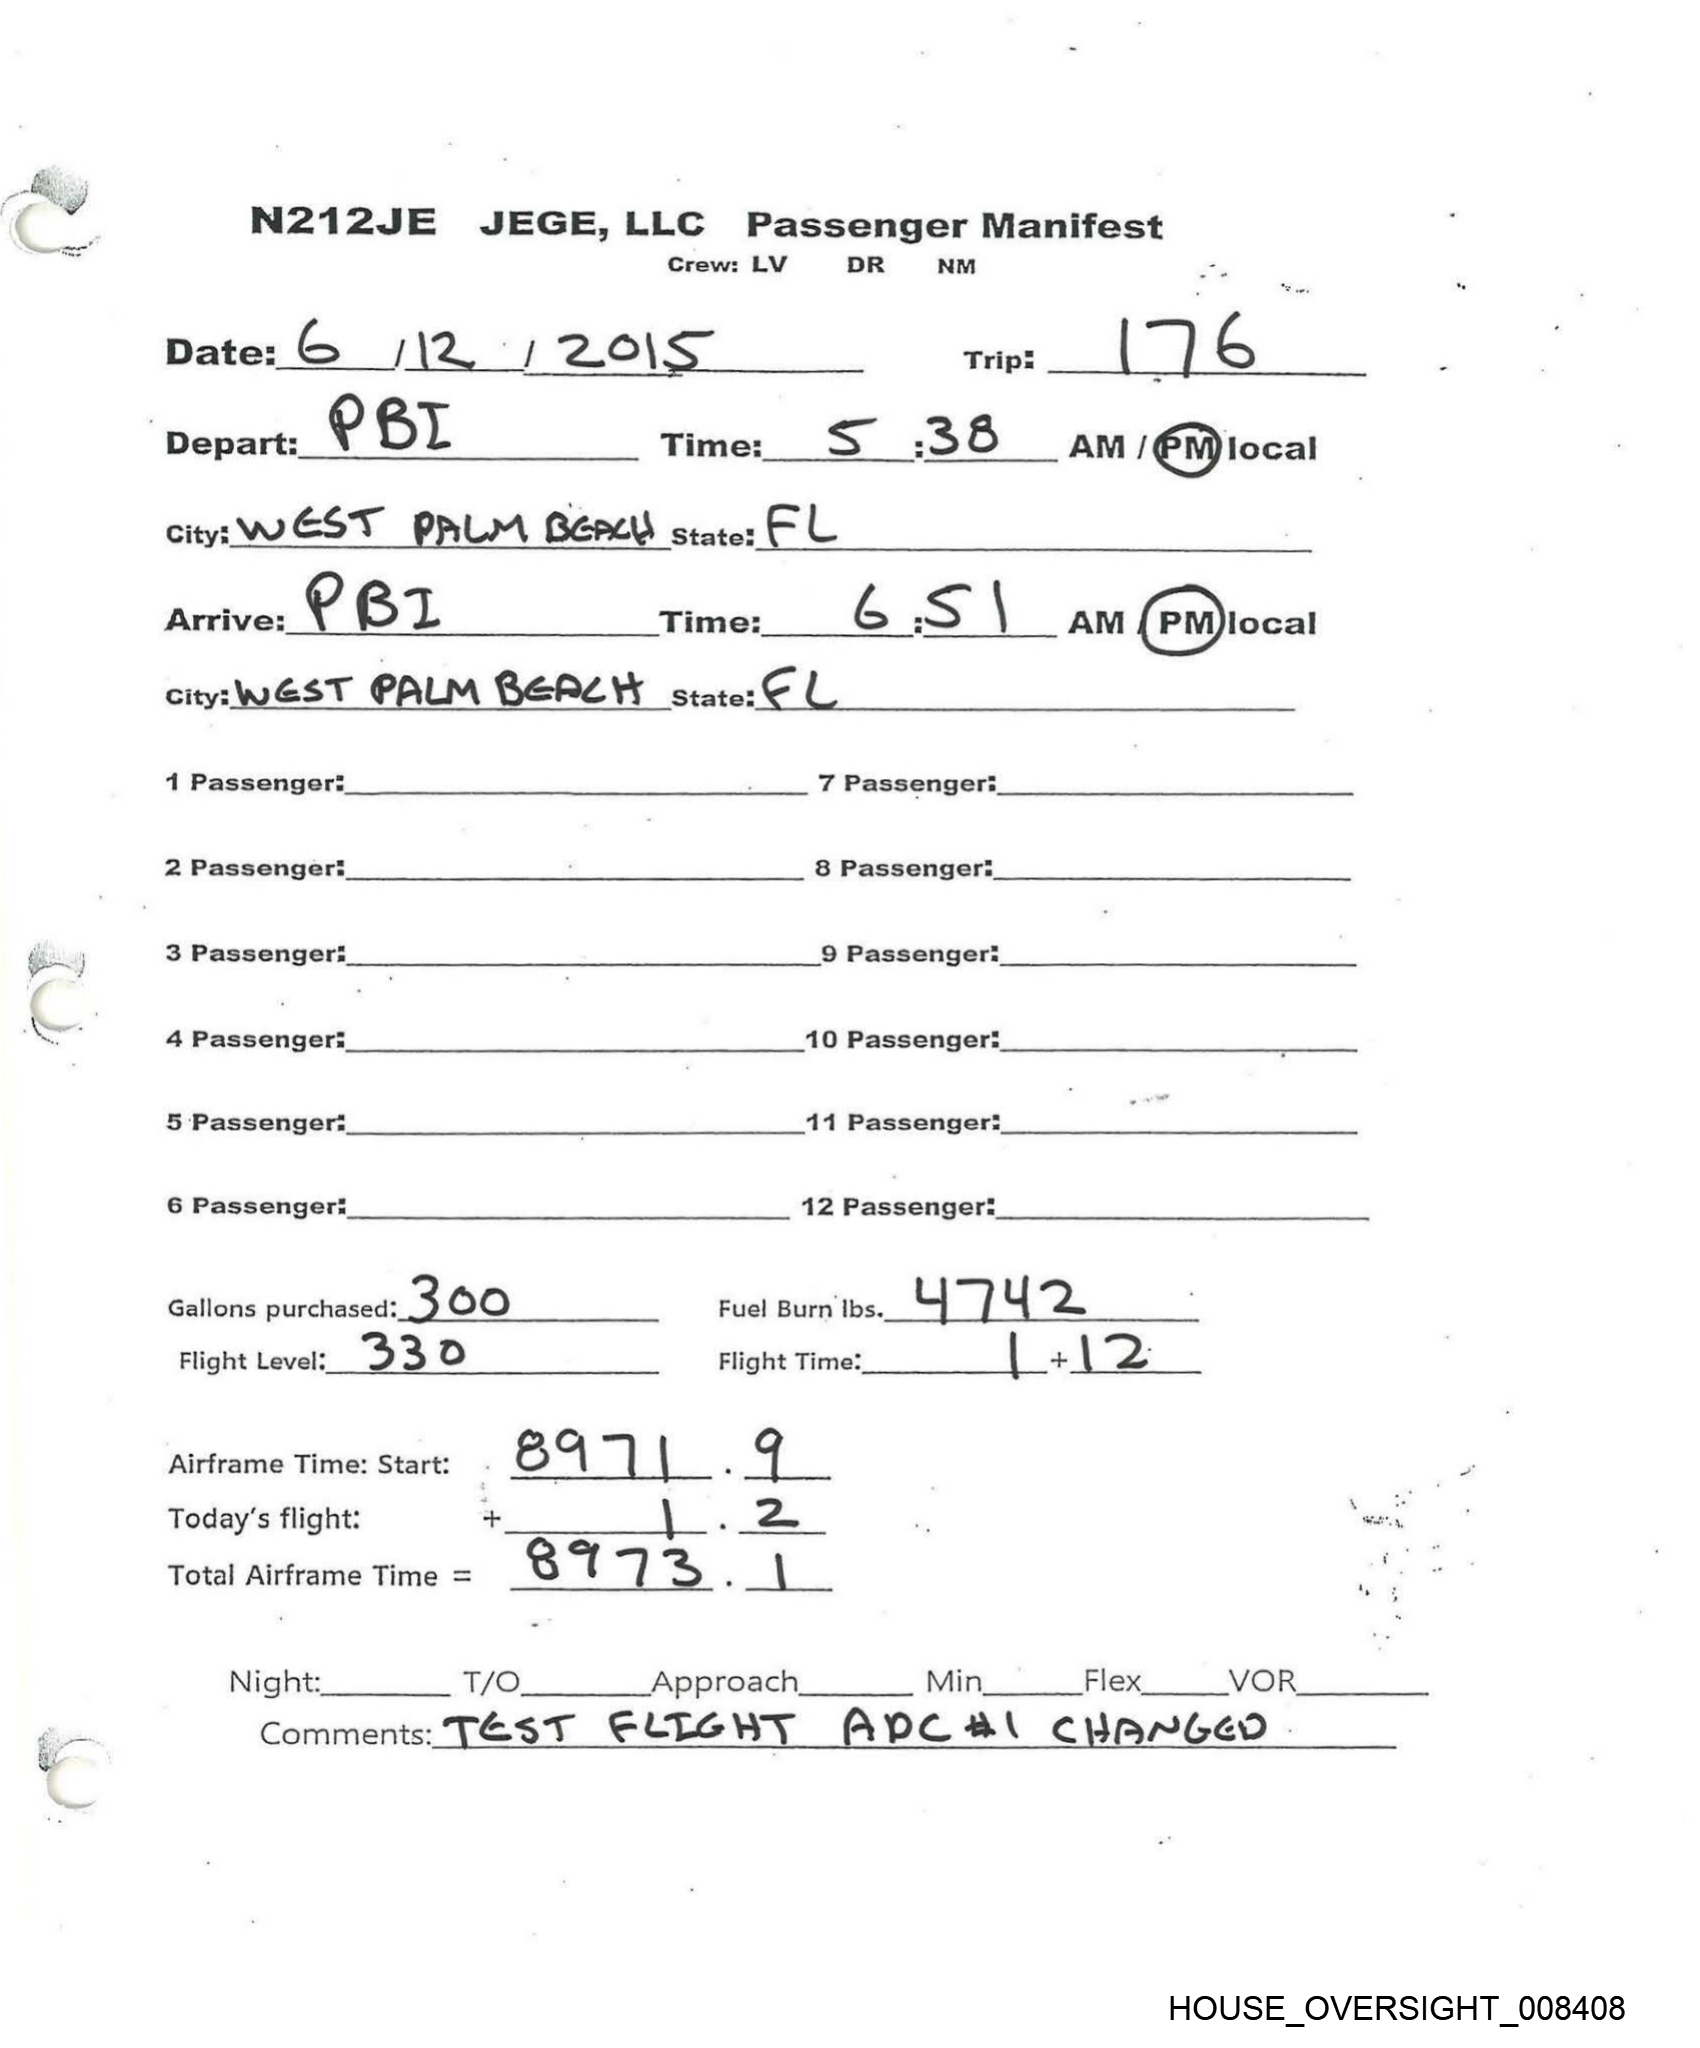 N212JE JEGE, LLC Passenger Manifest
Crew: LV DR NM
Date: 6 / 12 / 2015 Trip: 176
Depart: PBI Time: 5 :38 AM / PM local
City: WEST PALM BEACH State: FL
Arrive: PBI Time: 6 :51 AM / PM local
City: WEST PALM BEACH State: FL
1 Passenger: 7 Passenger:
2 Passenger: 8 Passenger:
3 Passenger: 9 Passenger:
4 Passenger: 10 Passenger:
5 Passenger: 11 Passenger:
6 Passenger: 12 Passenger:
Gallons purchased: 300 Fuel Burn lbs. 4742
Flight Level: 330 Flight Time: 1 + 12
Airframe Time: Start: 8971 . 9
Today's flight: + 1 . 2
Total Airframe Time = 8973 . 1
Night: T/O Approach Min Flex VOR
Comments: TEST FLIGHT ADC #1 CHANGED
HOUSE_OVERSIGHT_008408